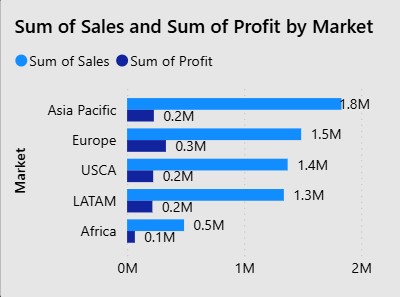 Sum of Sales and Sum of Profit by Market
Sum of Sales Sum of Profit
Market
Asia Pacific 1.8M
0.2M
Europe 1.5M
0.3M
USCA 1.4M
0.2M
LATAM 1.3M
0.2M
Africa 0.5M
0.1M
0M 1M 2M